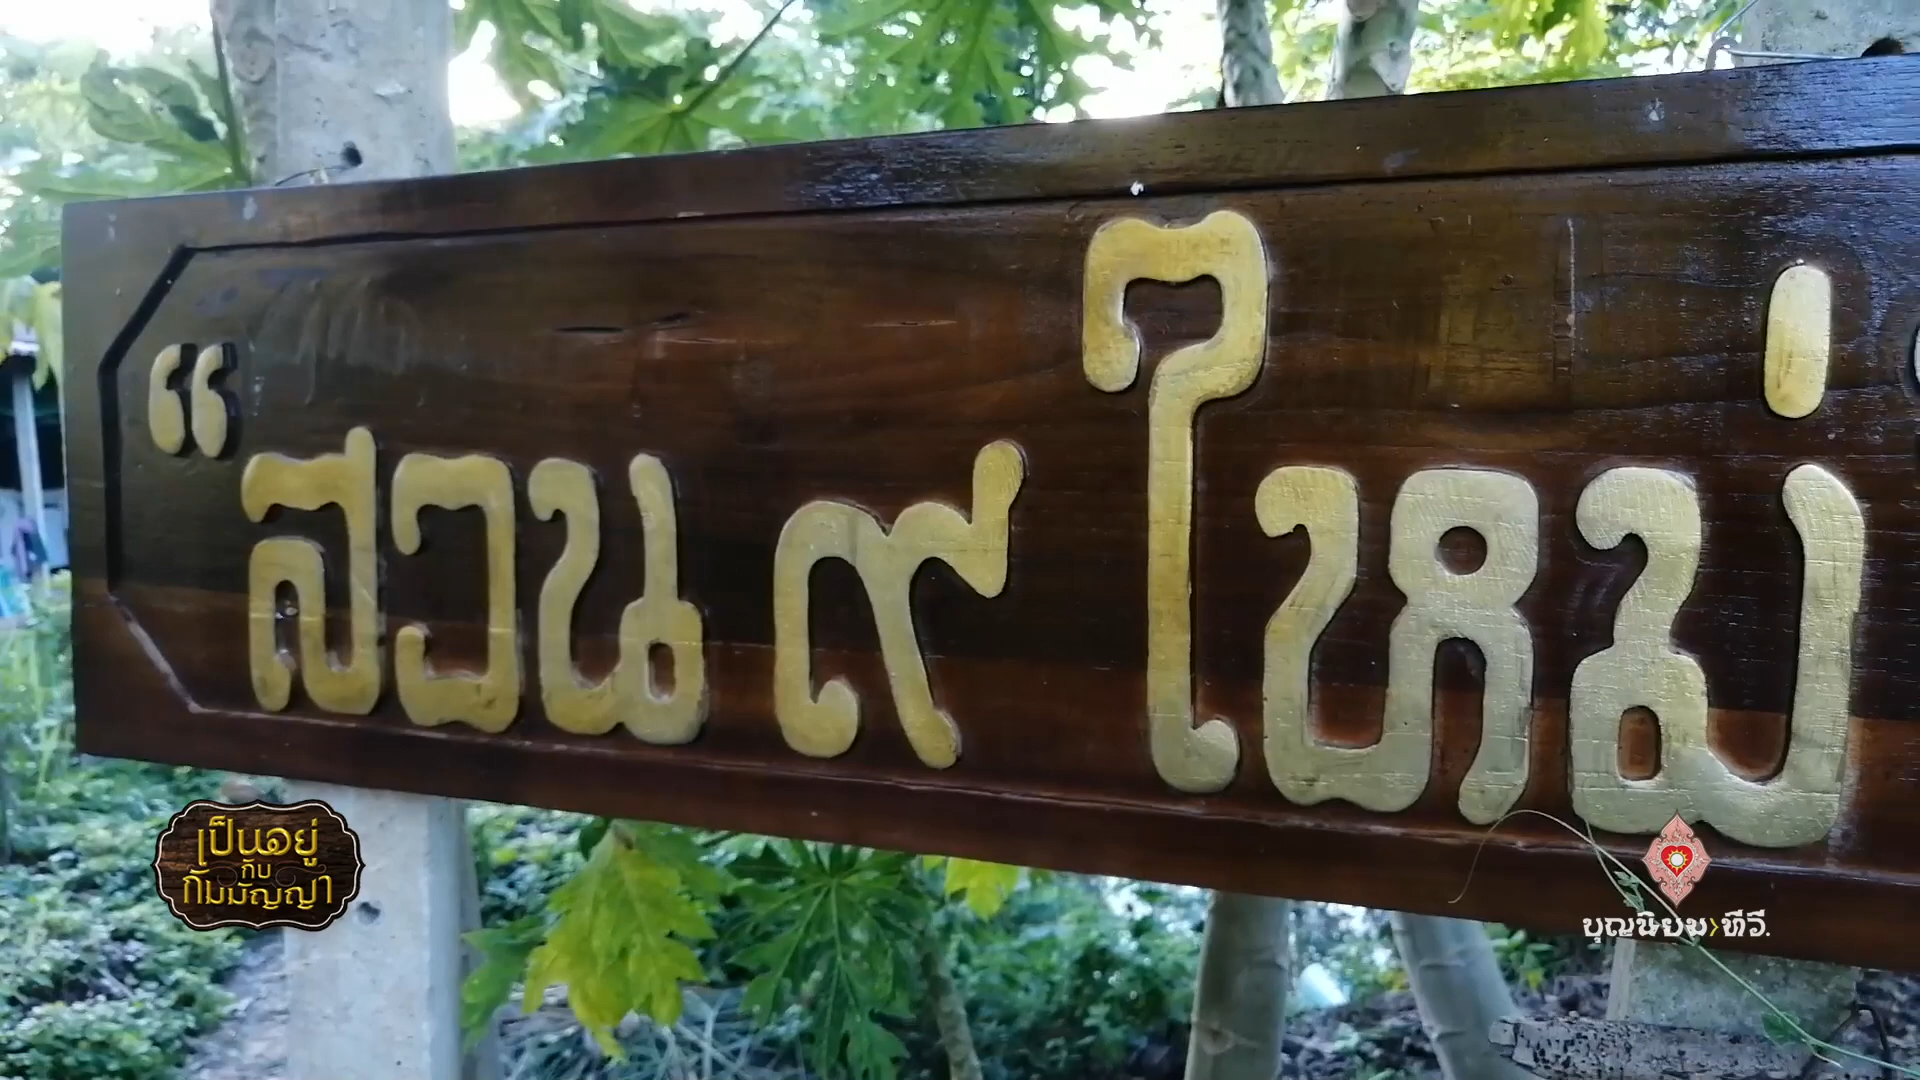 “สวน ๙ ใหม่
เป็นอยู่
กับ
กัมมัญญา
บุญนิยม>ทีวี.